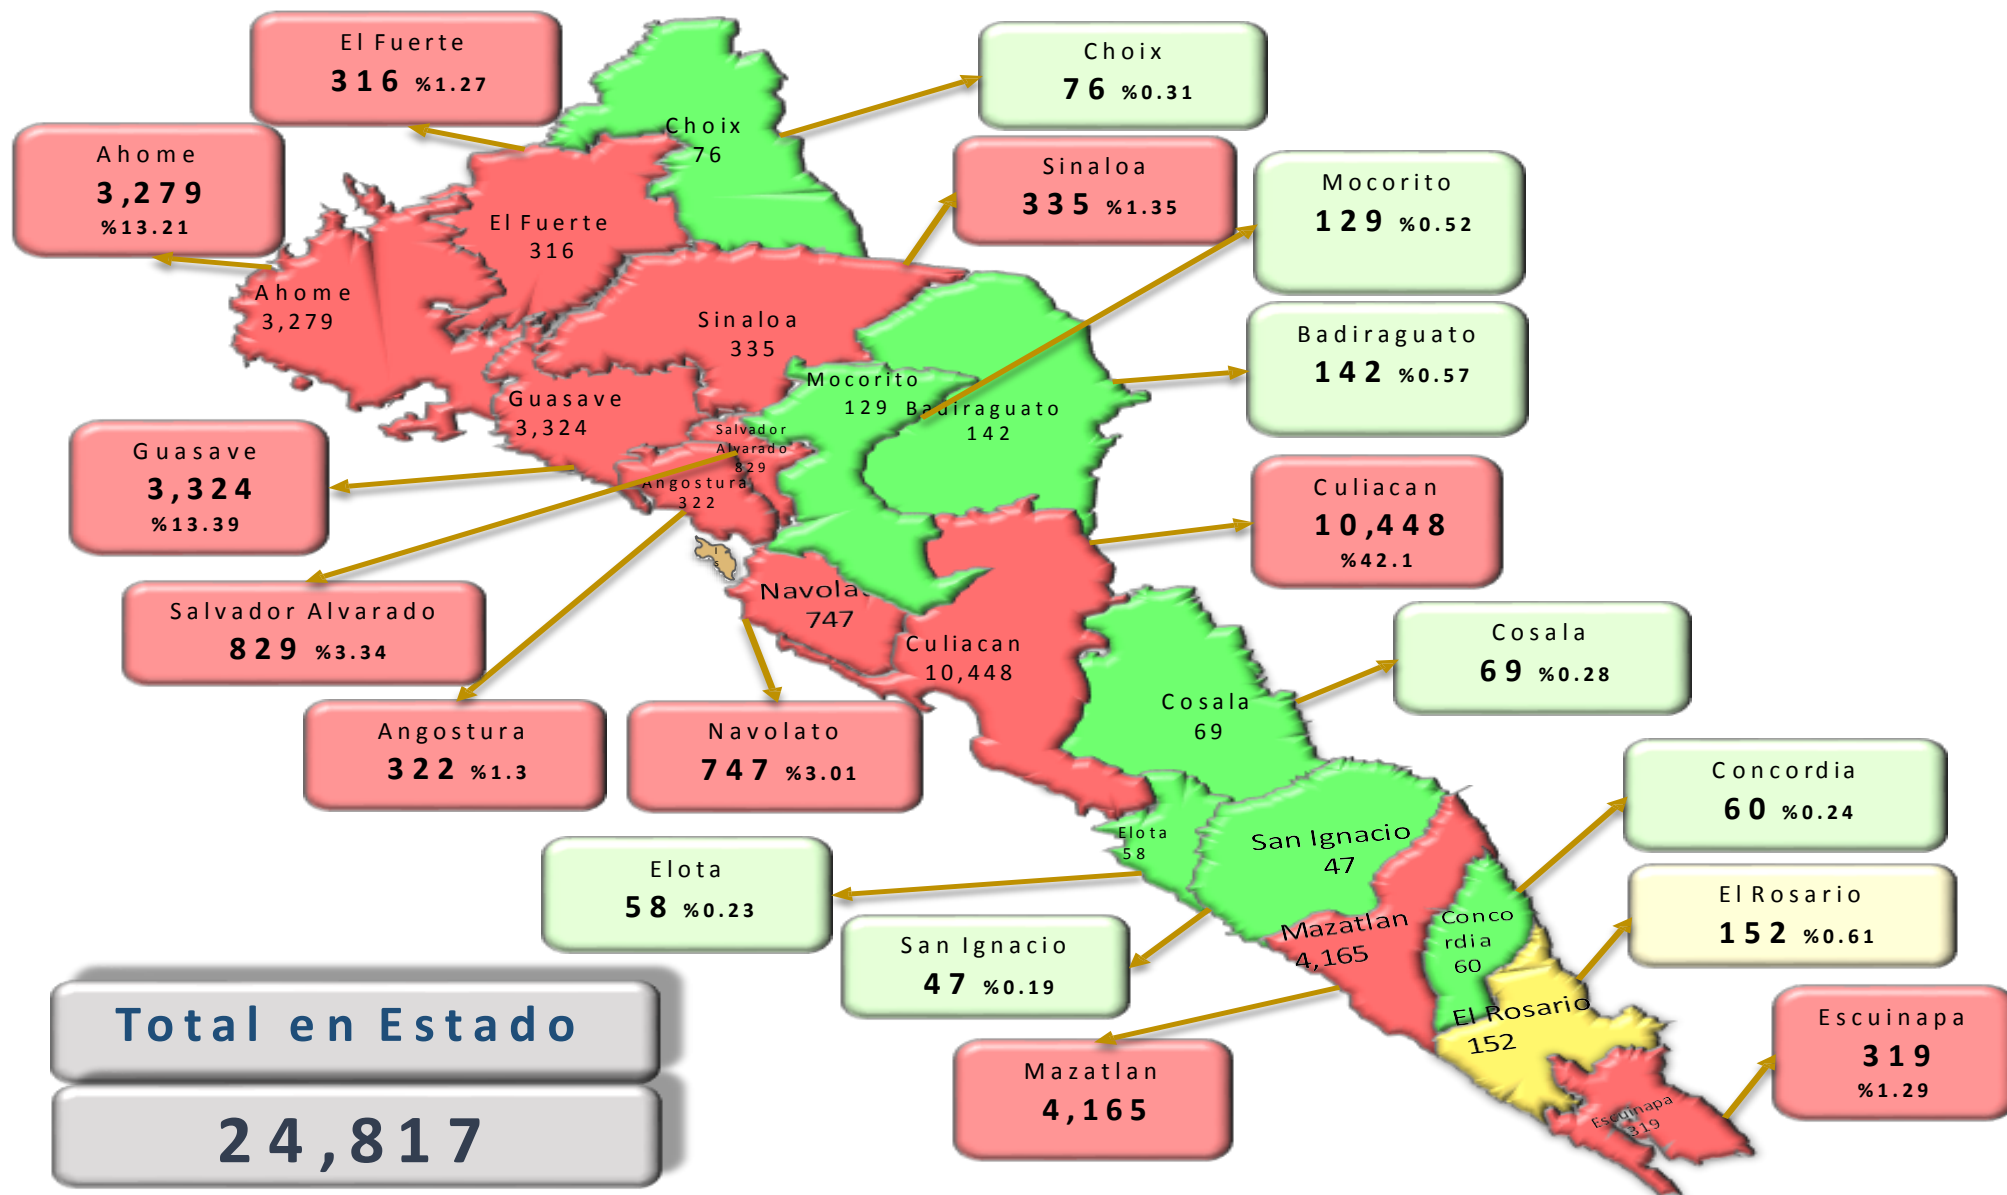 El Fuerte
316 %1.27
Choix
76 %0.31
Ahome
3,279
%13.21
Sinaloa
335 %1.35
Mocorito
129 %0.52
Badiraguato
142 %0.57
Guasave
3,324
%13.39
Culiacan
10,448
%42.1
Salvador Alvarado
829 %3.34
Angostura
322 %1.3
Navolato
747 %3.01
Cosala
69 %0.28
Concordia
60 %0.24
Elota
58 %0.23
San Ignacio
47 %0.19
El Rosario
152 %0.61
Mazatlan
4,165
Escuinapa
319
%1.29
Choix
76
El Fuerte
316
Ahome
3,279
Sinaloa
335
Mocorito
129
Badiraguato
142
Guasave
3,324
Salvador
Alvarado
829
Angostura
322
Navola
747
Culiacan
10,448
Cosala
69
Elota
58
San Ignacio
47
Mazatlan
4,165
Conco
rdia
60
El Rosario
152
Escuinapa
319
Total en Estado
24,817